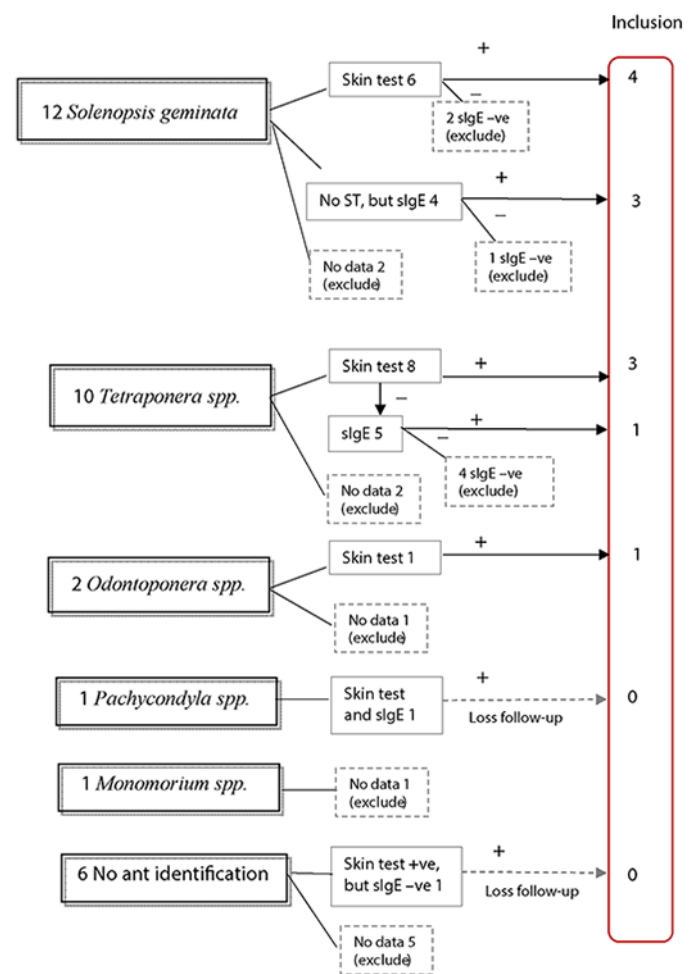 Inclusion
12 Solenopsis geminata
Skin test 6
+
–
2 sIgE –ve
(exclude)
4
No ST, but sIgE 4
+
–
1 sIgE –ve
(exclude)
3
No data 2
(exclude)
10 Tetraponera spp.
Skin test 8
+
3
–
sIgE 5
+
–
1
4 sIgE –ve
(exclude)
No data 2
(exclude)
2 Odontoponera spp.
Skin test 1
+
1
No data 1
(exclude)
1 Pachycondyla spp.
Skin test
and sIgE 1
+
Loss follow-up
0
1 Monomorium spp.
No data 1
(exclude)
6 No ant identification
Skin test +ve,
but sIgE –ve 1
+
Loss follow-up
0
No data 5
(exclude)